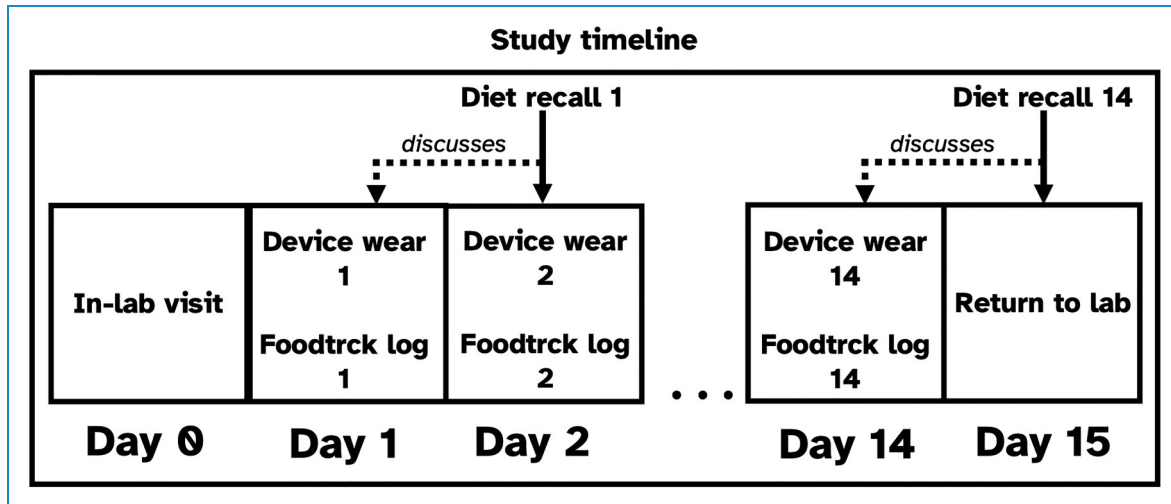 Study timeline
Diet recall 1
Diet recall 14
discusses
discusses
In-lab visit
Device wear
1
Foodtrck log
1
Device wear
2
Foodtrck log
2
. . .
Device wear
14
Foodtrck log
14
Return to lab
Day 0
Day 1
Day 2
Day 14
Day 15